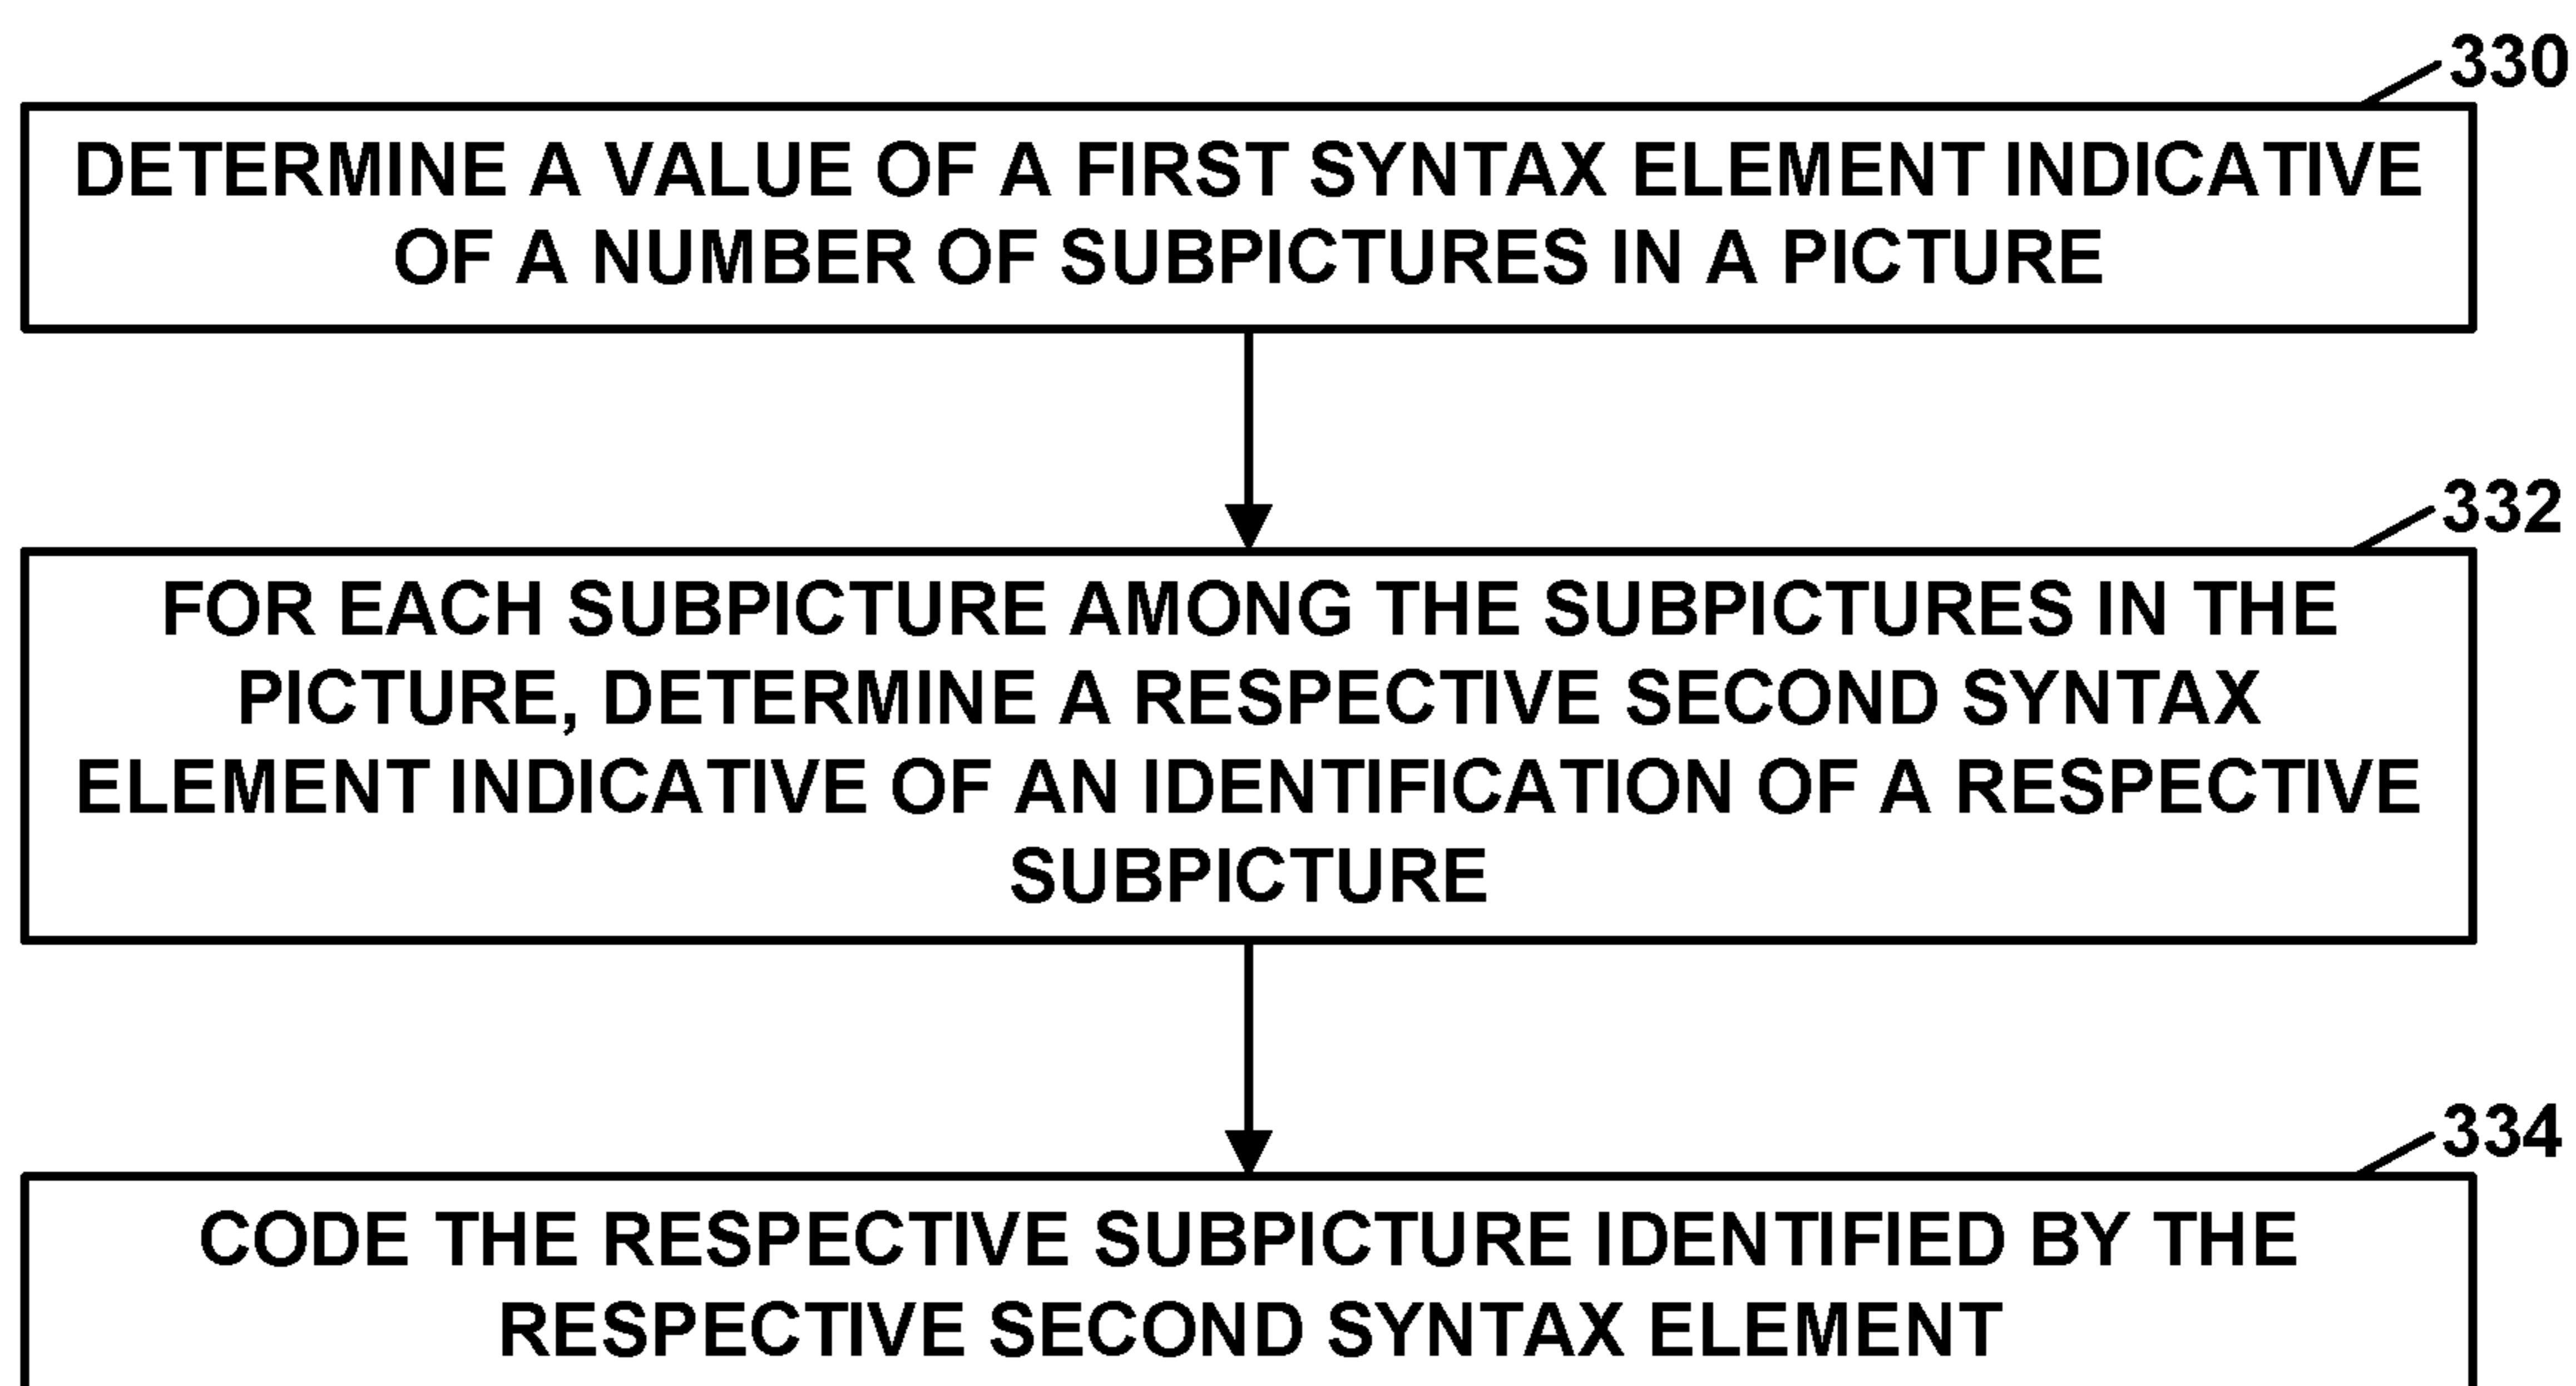 330
DETERMINE A VALUE OF A FIRST SYNTAX ELEMENT INDICATIVE
OF A NUMBER OF SUBPICTURES IN A PICTURE
332
FOR EACH SUBPICTURE AMONG THE SUBPICTURES IN THE
PICTURE, DETERMINE A RESPECTIVE SECOND SYNTAX
ELEMENT INDICATIVE OF AN IDENTIFICATION OF A RESPECTIVE
SUBPICTURE
334
CODE THE RESPECTIVE SUBPICTURE IDENTIFIED BY THE
RESPECTIVE SECOND SYNTAX ELEMENT